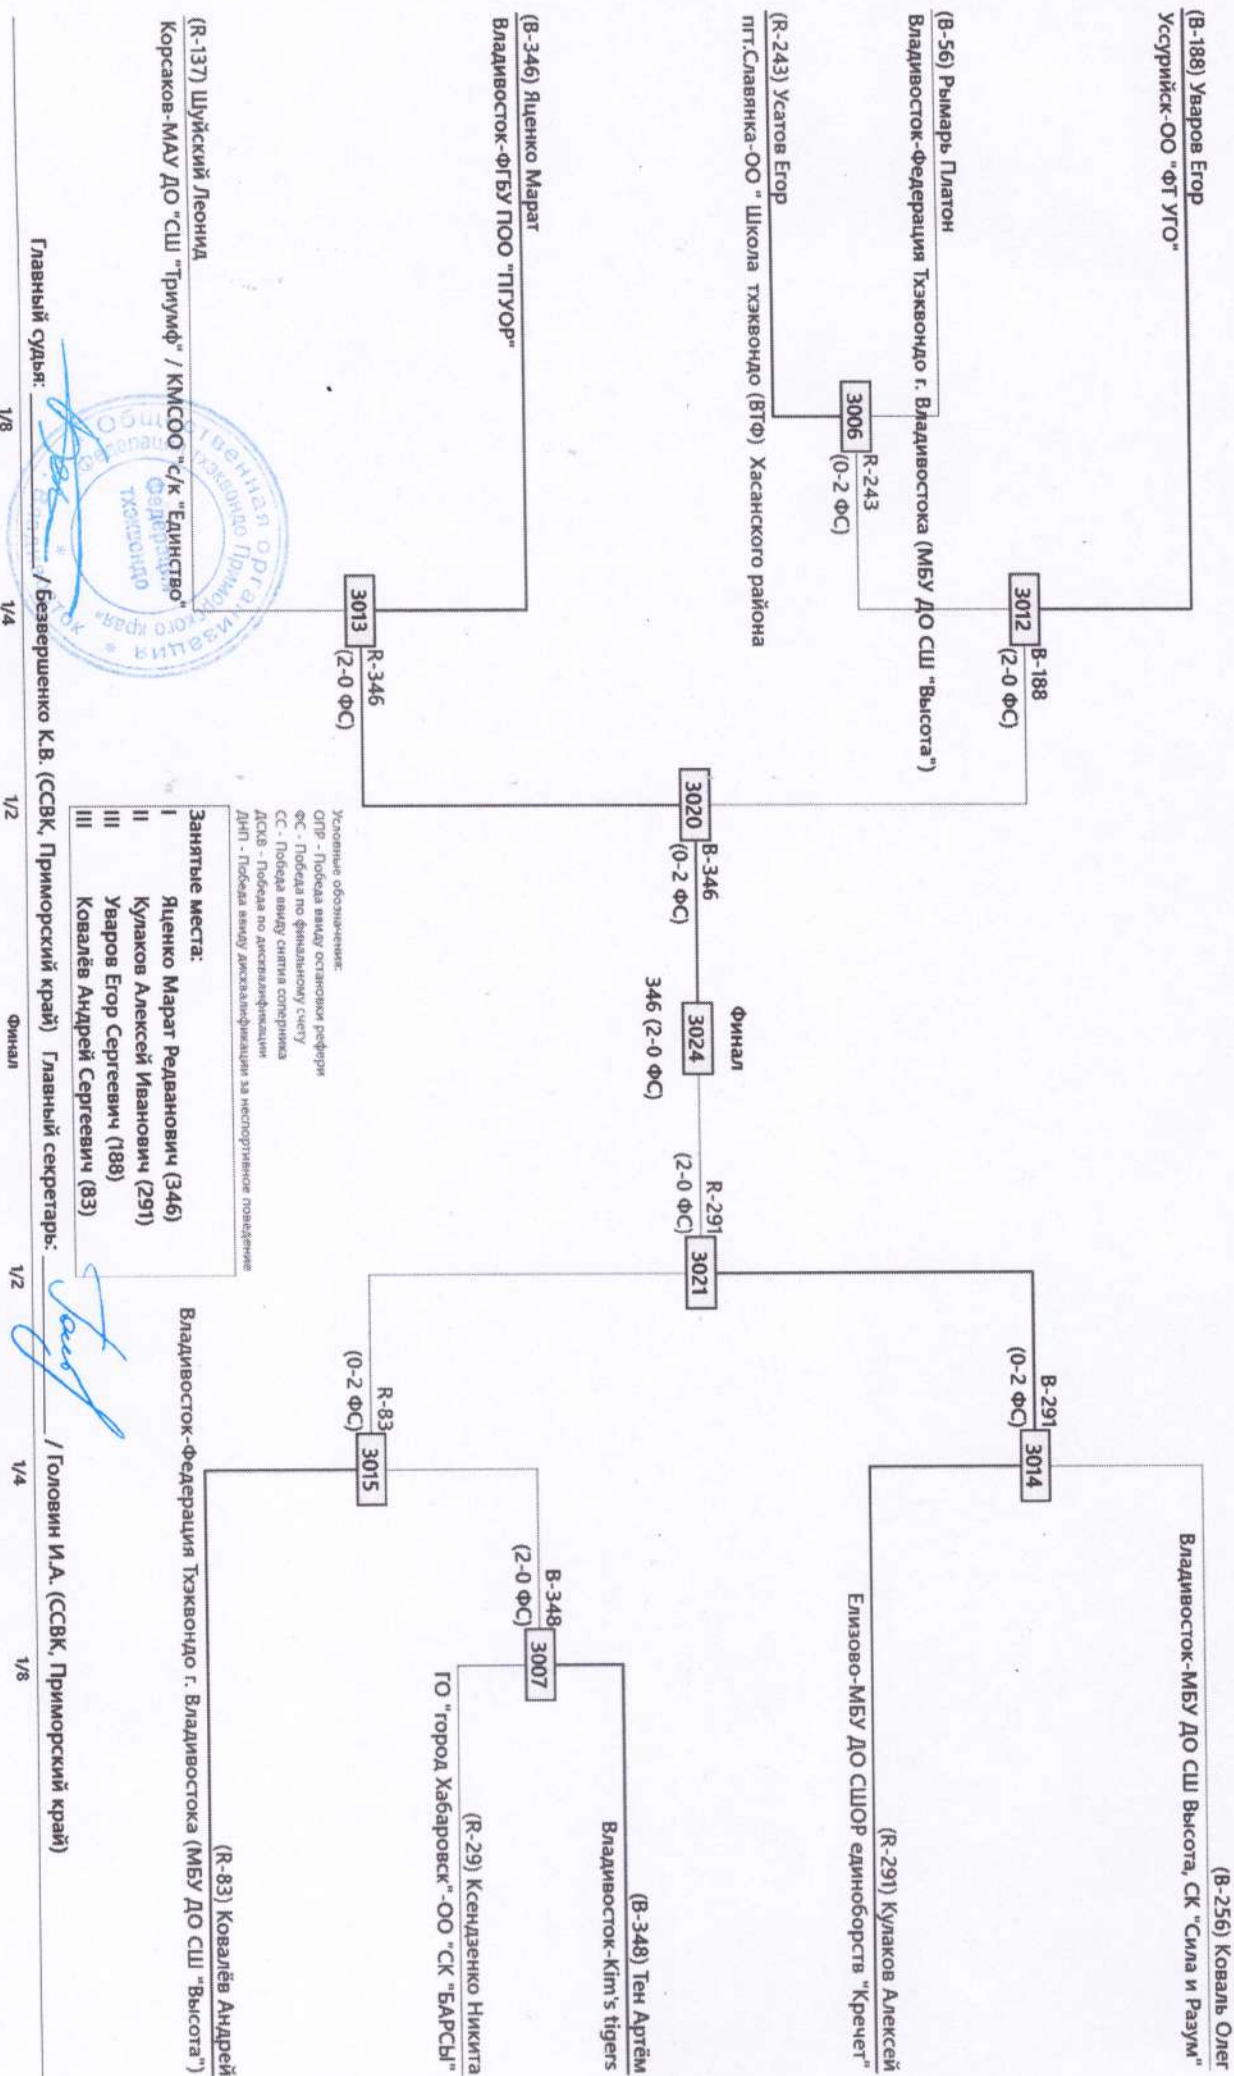 (B-188) Уваров Егор
Уссурийск-ОО "ФТ УГО"
(B-56) Рымарь Платон
Владивосток-Федерация Тхэквондо г. Владивостока (МБУ ДО СШ "Высота")
(R-243) Усатов Егор
пгт.Славянка-ОО " Школа тхэквондо (ВТФ) Хасанского района
(B-346) Яценко Марат
Владивосток-ФГБУ ПОО "ПГУОР"
(R-137) Шуйский Леонид
Корсаков-МАУ ДО "СШ "Триумф" / КМСОО "с/к "Единство"
3006
R-243
(0-2 ФС)
3012
B-188
(2-0 ФС)
3013
R-346
(2-0 ФС)
3020
B-346
(0-2 ФС)
Финал
3024
346 (2-0 ФС)
R-291
(2-0 ФС)
3021
B-291
(0-2 ФС)
3014
R-83
(0-2 ФС)
3015
B-348
(2-0 ФС)
3007
(B-256) Коваль Олег
Владивосток-МБУ ДО СШ Высота, СК "Сила и Разум"
(R-291) Кулаков Алексей
Елизово-МБУ ДО СШОР единоборств "Кречет"
(B-348) Тен Артём
Владивосток-Kim's tigers
(R-29) Ксендзенко Никита
ГО "город Хабаровск"-ОО "СК "БАРСЫ"
(R-83) Ковалёв Андрей
Владивосток-Федерация Тхэквондо г. Владивостока (МБУ ДО СШ "Высота")
Условные обозначения:
ОПР - Победа ввиду остановки рефери
ФС - Победа по финальному счету
СС - Победа ввиду снятия соперника
ДСКВ - Победа по дисквалификации
ДНП - Победа ввиду дисквалификации за неспортивное поведение
Занятые места:
I Яценко Марат Редванович (346)
II Кулаков Алексей Иванович (291)
III Уваров Егор Сергеевич (188)
III Ковалёв Андрей Сергеевич (83)
Общественная организация
Федерация тхэквондо Приморского края»
Федерация
тхэквондо
Главный судья: / Безвершенко К.В. (ССВК, Приморский край) Главный секретарь: / Головин И.А. (ССВК, Приморский край)
1/8 1/4 1/2 Финал 1/2 1/4 1/8